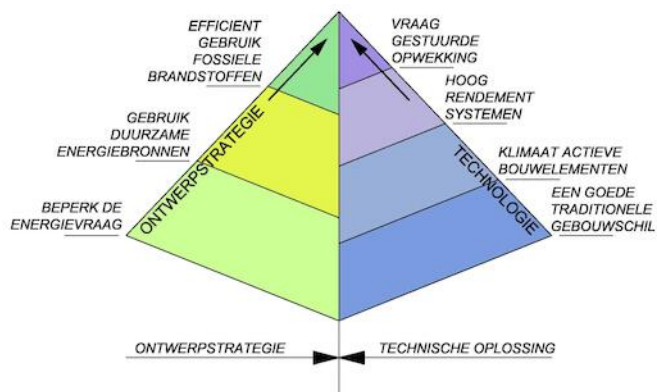 EFFICIENT
GEBRUIK
FOSSIELE
BRANDSTOFFEN
GEBRUIK
DUURZAME
ENERGIEBRONNEN
BEPERK DE
ENERGIEVRAAG
ONTWERPSTRATEGIE
VRAAG
GESTUURDE
OPWEKKING
HOOG
RENDEMENT
SYSTEMEN
KLIMAAT ACTIEVE
BOUWELEMENTEN
EEN GOEDE
TRADITIONELE
GEBOUWSCHIL
TECHNOLOGIE
ONTWERPSTRATEGIE
TECHNISCHE OPLOSSING